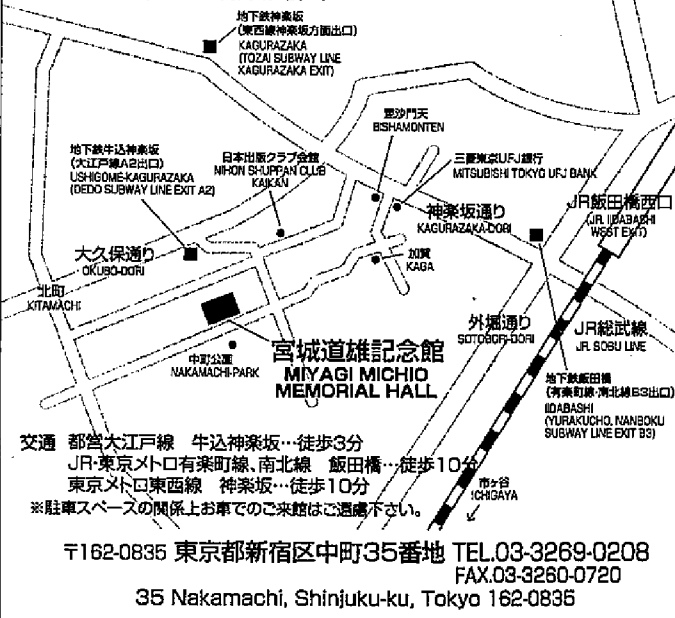 地下鉄神楽坂
(東西線神楽坂方面出口)
KAGURAZAKA
(TOZAI SUBWAY LINE
KAGURAZAKA EXIT)
毘沙門天
BISHAMONTEN
地下鉄牛込神楽坂
(大江戸線A2出口)
USHIGOME-KAGURAZAKA
(OEDO SUBWAY LINE EXIT A2)
日本出版クラブ会館
NIHON SHUPPAN CLUB
KAIKAN
三菱東京UFJ銀行
MITSUBISHI TOKYO UFJ BANK
神楽坂通り
KAGURAZAKA-DORI
JR飯田橋西口
(JR. IIDABASHI
WEST EXIT)
大久保通り
OKUBO-DORI
加賀
KAGA
北町
KITAMACHI
外堀通り
SOTOBORI-DORI
JR総武線
JR. SOBU LINE
中町公園
NAKAMACHI-PARK
宮城道雄記念館
MIYAGI MICHIO
MEMORIAL HALL
地下鉄飯田橋
(有楽町線・南北線B3出口)
IIDABASHI
(YURAKUCHO, NANBOKU
SUBWAY LINE EXIT B3)
交通 都営大江戸線 牛込神楽坂…徒歩3分
JR・東京メトロ有楽町線、南北線 飯田橋…徒歩10分
東京メトロ東西線 神楽坂…徒歩10分
市ヶ谷
ICHIGAYA
※駐車スペースの関係上お車でのご来館はご遠慮下さい。
〒162-0835 東京都新宿区中町35番地 TEL.03-3269-0208
FAX.03-3260-0720
35 Nakamachi, Shinjuku-ku, Tokyo 162-0835